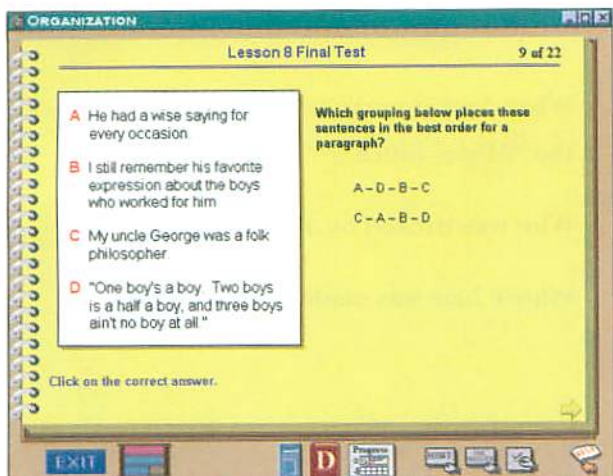 ORGANIZATION
Lesson 8 Final Test
9 of 22
A He had a wise saying for
every occasion
B I still remember his favorite
expression about the boys
who worked for him
C My uncle George was a folk
philosopher.
D "One boy's a boy. Two boys
is a half a boy, and three boys
ain't no boy at all."
Which grouping below places these
sentences in the best order for a
paragraph?
A - D - B - C
C - A - B - D
Click on the correct answer.
EXIT
D
Progress